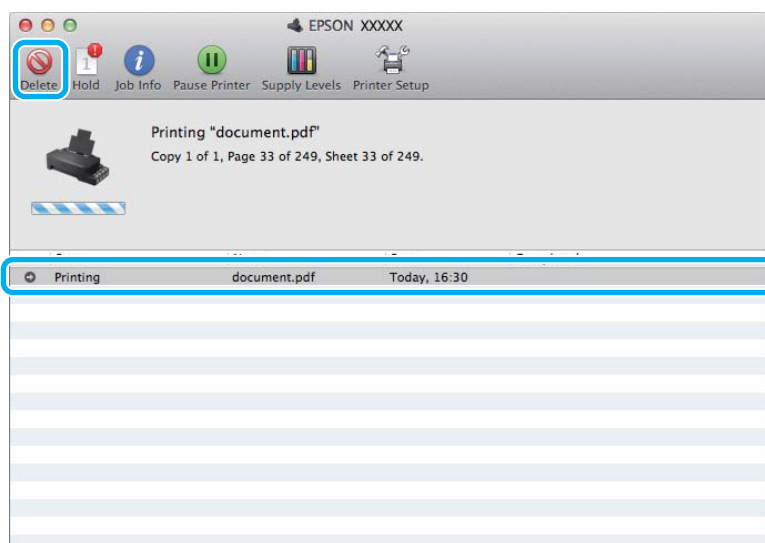 EPSON XXXXX
1
Delete Hold Job Info Pause Printer Supply Levels Printer Setup
Printing "document.pdf"
Copy 1 of 1, Page 33 of 249, Sheet 33 of 249.
Printing document.pdf Today, 16:30